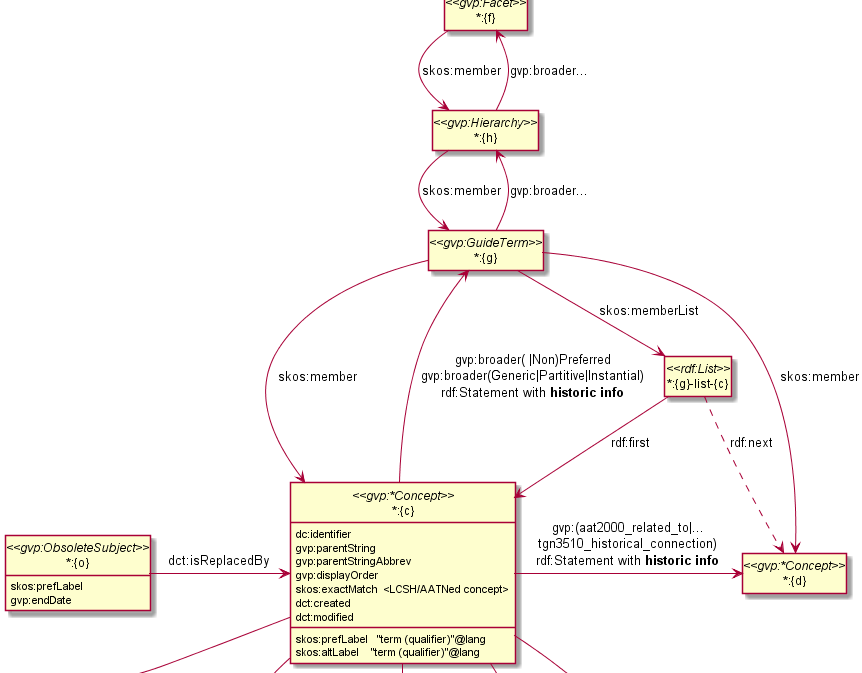 <<gvp:Facet>>
*:{f}
skos:member
gvp:broader...
<<gvp:Hierarchy>>
*:{h}
skos:member
gvp:broader...
<<gvp:GuideTerm>>
*:{g}
skos:memberList
gvp:broader( |Non)Preferred
gvp:broader(Generic|Partitive|Instantial)
rdf:Statement with historic info
skos:member
<<rdf:List>>
*:{g}-list-{c}
skos:member
rdf:first
rdf:next
<<gvp:*Concept>>
*:{c}
dc:identifier
gvp:parentString
gvp:parentStringAbbrev
gvp:displayOrder
skos:exactMatch <LCSH/AATNed concept>
dct:created
dct:modified
skos:prefLabel "term (qualifier)"@lang
skos:altLabel "term (qualifier)"@lang
<<gvp:ObsoleteSubject>>
*:{o}
skos:prefLabel
gvp:endDate
dct:isReplacedBy
gvp:(aat2000_related_to|...
tgn3510_historical_connection)
rdf:Statement with historic info
<<gvp:*Concept>>
*:{d}